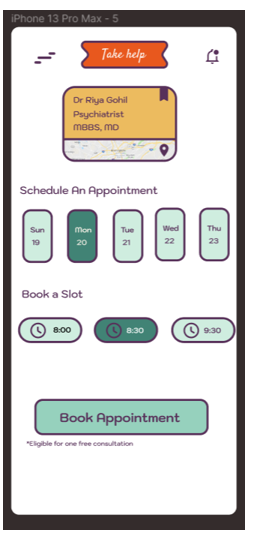 iPhone 13 Pro Max - 5
Take help
Dr Riya Gohil
Psychiatrist
MBBS, MD
Schedule An Appointment
Sun Mon Tue Wed Thu
19 20 21 22 23
Book a Slot
8:00 8:30 9:30
Book Appointment
*Eligible for one free consultation